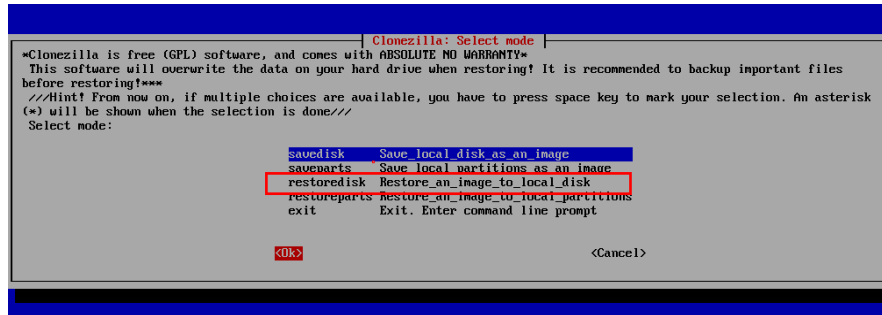 Clonezilla: Select mode
*Clonezilla is free (GPL) software, and comes with ABSOLUTE NO WARRANTY*
This software will overwrite the data on your hard drive when restoring! It is recommended to backup important files
before restoring!***
///Hint! From now on, if multiple choices are available, you have to press space key to mark your selection. An asterisk
(*) will be shown when the selection is done///
Select mode:
savedisk Save_local_disk_as_an_image
saveparts Save_local_partitions_as_an_image
restoredisk Restore_an_image_to_local_disk
restoreparts Restore_an_image_to_local_partitions
exit Exit. Enter command line prompt
<Ok> <Cancel>